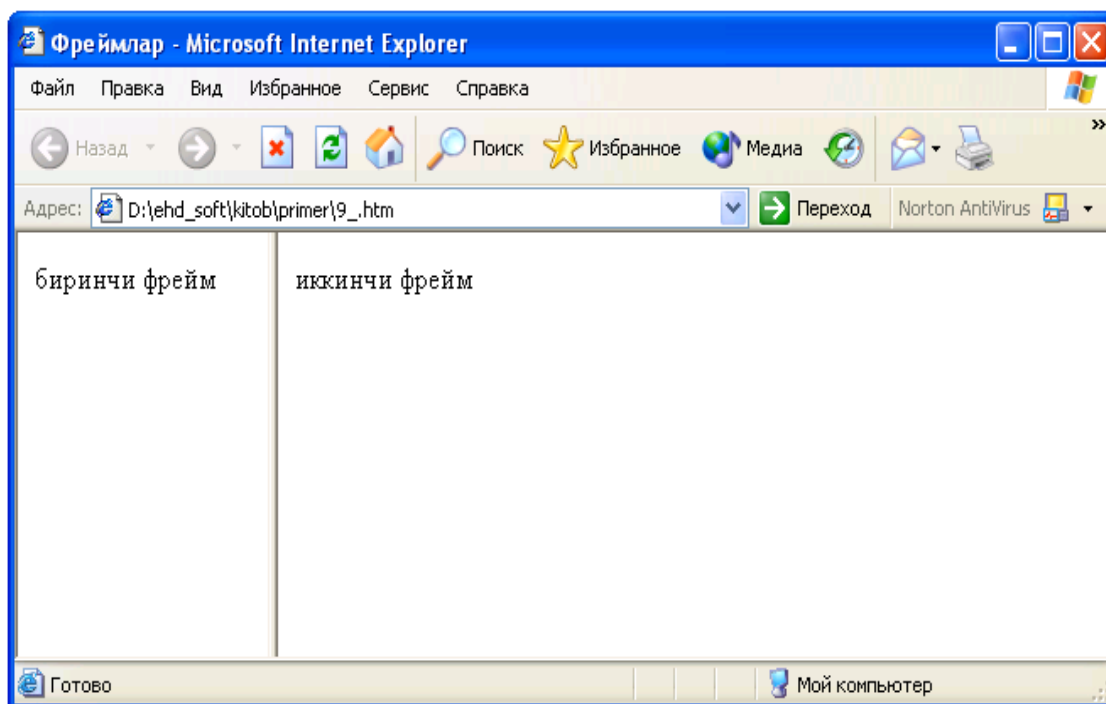 Фреймлар - Microsoft Internet Explorer
Файл Правка Вид Избранное Сервис Справка
Назад Поиск Избранное Медиа »
Адрес: D:\ehd_soft\kitob\primer\9_.htm Переход Norton AntiVirus
биринчи фрейм иккинчи фрейм
Готово Мой компьютер